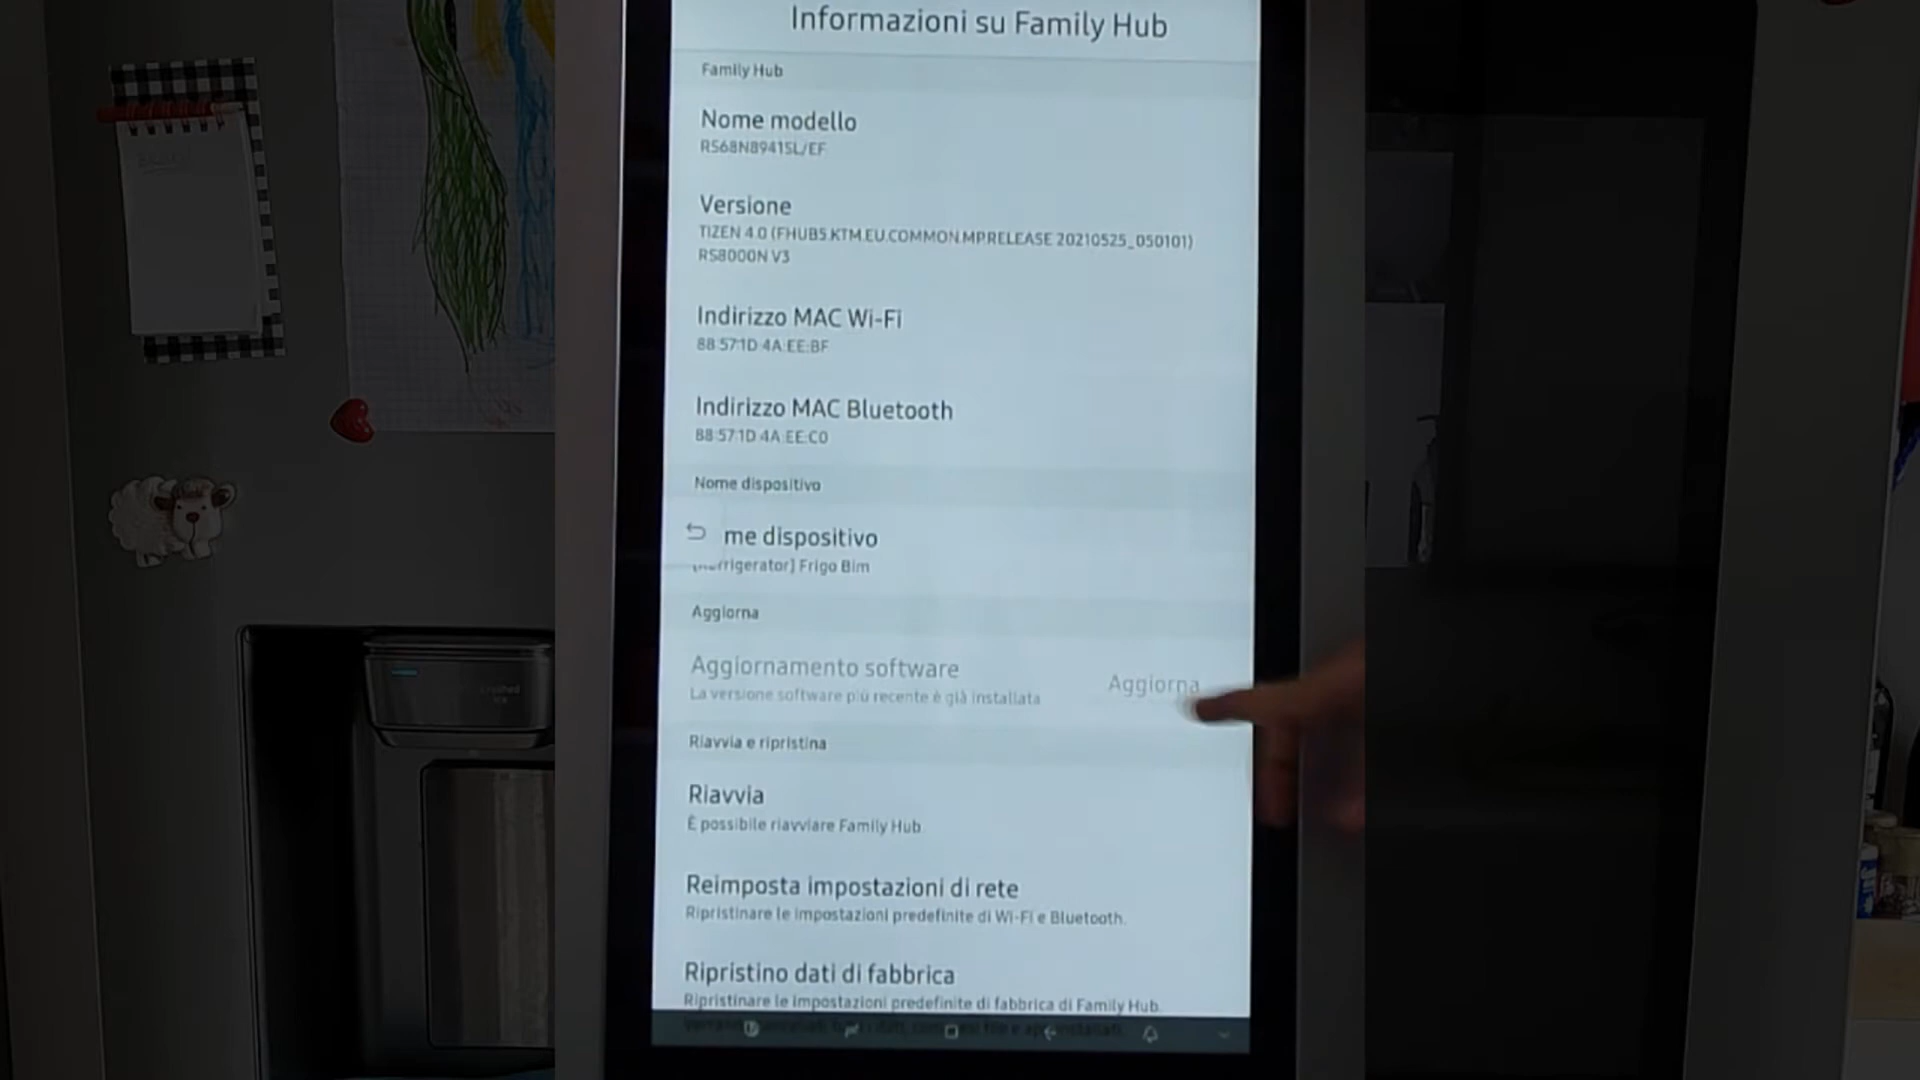 Informazioni su Family Hub
Family Hub
Nome modello
RS68N8941SL/EF
Versione
TIZEN 4.0 (FHUB5.KTM.EU.COMMON.MP.RELEASE 20210525_050101)
RS8000N V3
Indirizzo MAC Wi-Fi
88:57:1D:4A:EE:BF
Indirizzo MAC Bluetooth
88:57:1D:4A:EE:C0
Nome dispositivo
me dispositivo
rigerator] Frigo Bim
Aggiorna
Aggiornamento software
Aggiorna
La versione software più recente è già installata
Riavvia e ripristina
Riavvia
È possibile riavviare Family Hub.
Reimposta impostazioni di rete
Ripristinare le impostazioni predefinite di Wi-Fi e Bluetooth.
Ripristino dati di fabbrica
Ripristinare le impostazioni predefinite di fabbrica di Family Hub.